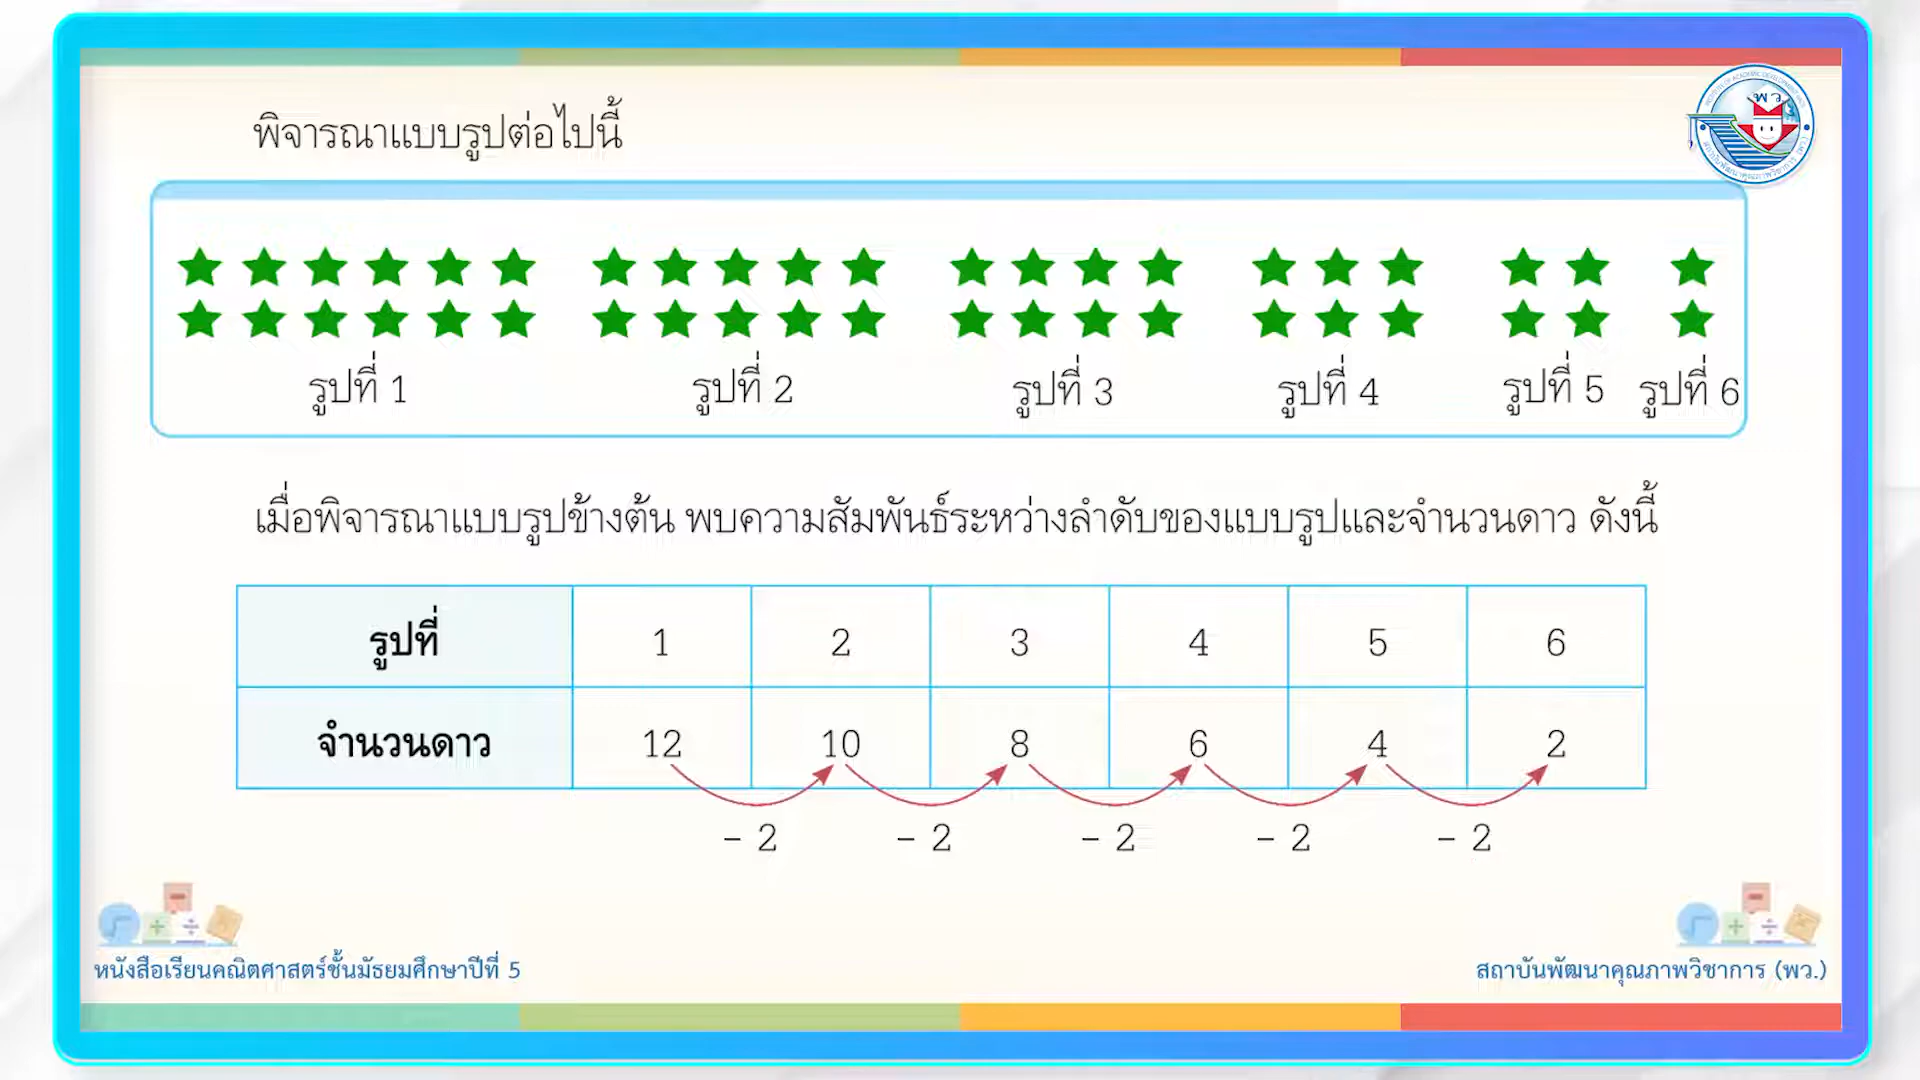 พิจารณาแบบรูปต่อไปนี้
พว
รูปที่ 1 รูปที่ 2 รูปที่ 3 รูปที่ 4 รูปที่ 5 รูปที่ 6
เมื่อพิจารณาแบบรูปข้างต้น พบความสัมพันธ์ระหว่างลำดับของแบบรูปและจำนวนดาว ดังนี้
รูปที่ 1 2 3 4 5 6
จำนวนดาว 12 10 8 6 4 2
– 2 – 2 – 2 – 2 – 2
หนังสือเรียนคณิตศาสตร์ชั้นมัธยมศึกษาปีที่ 5 สถาบันพัฒนาคุณภาพวิชาการ (พว.)